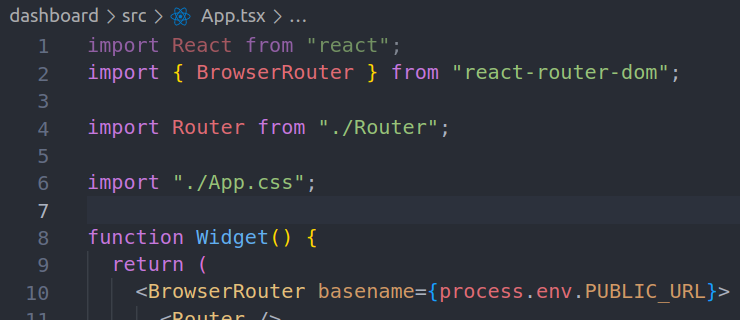 dashboard > src > App.tsx > ...
1 import React from "react";
2 import { BrowserRouter } from "react-router-dom";
3
4 import Router from "./Router";
5
6 import "./App.css";
7
8 function Widget() {
9 return (
10 <BrowserRouter basename={process.env.PUBLIC_URL}>
11 <Router />